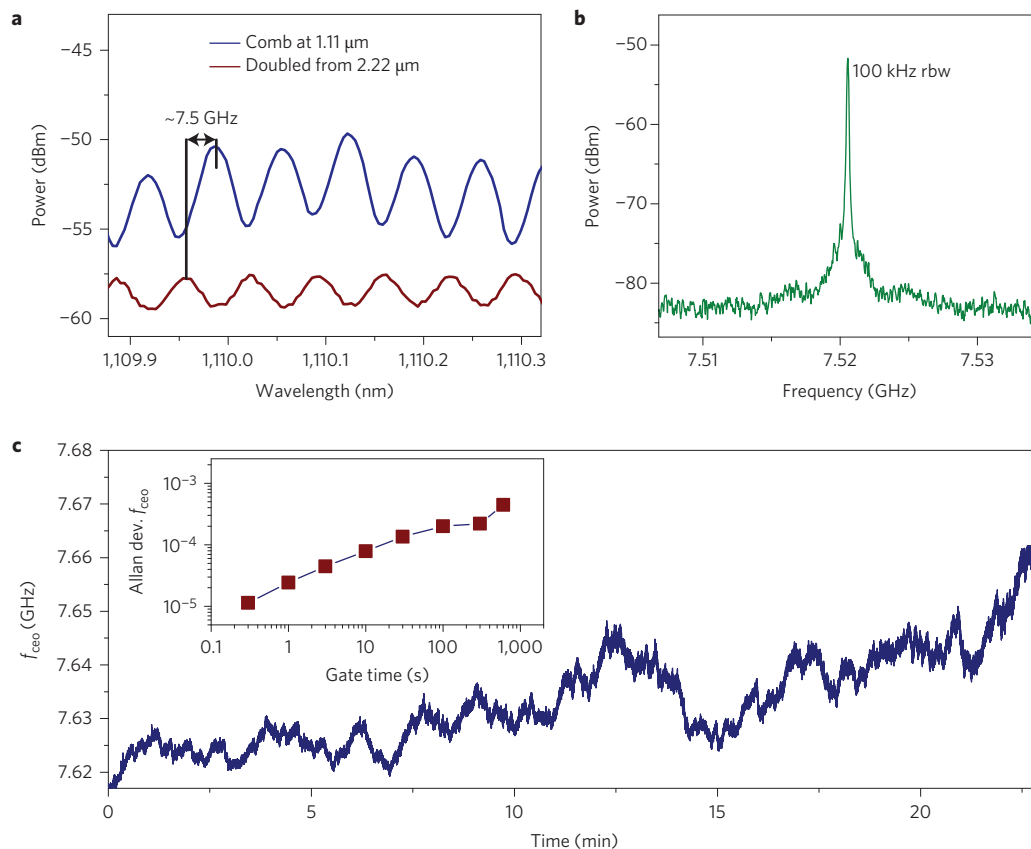 a
−45
−50
−55
−60
Power (dBm)
Comb at 1.11 μm
Doubled from 2.22 μm
~7.5 GHz
1,109.9 1,110.0 1,110.1 1,110.2 1,110.3
Wavelength (nm)
b
−50
−60
−70
−80
Power (dBm)
100 kHz rbw
7.51 7.52 7.53
Frequency (GHz)
c
7.68
7.67
7.66
7.65
7.64
7.63
7.62
f_ceo (GHz)
10⁻³
10⁻⁴
10⁻⁵
Allan dev. f_ceo
0.1 1 10 100 1,000
Gate time (s)
0 5 10 15 20
Time (min)